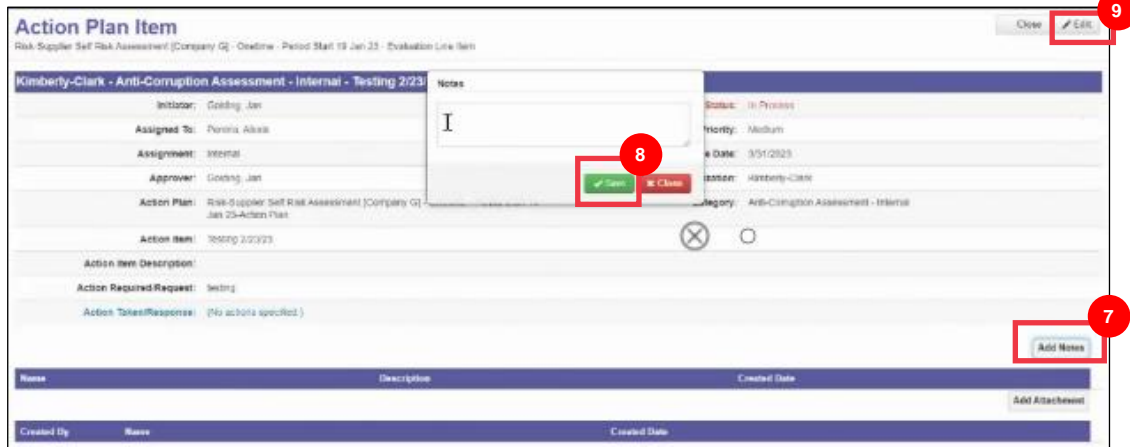 Action Plan Item
Close Edit
9
Risk-Supplier Self Risk Assessment [Company G] - Onetime - Period Start 19 Jan 23 - Evaluation Line Item
Kimberly-Clark - Anti-Corruption Assessment - Internal - Testing 2/23/
Notes
Initiator: Golding, Jan
Status: In Process
Assigned To: Pereira, Alexis
Priority: Medium
Assignment: Internal
e Date: 3/31/2023
8
Approver: Golding, Jan
Save Close
ization: Kimberly-Clark
Action Plan: Risk-Supplier Self Risk Assessment [Company G] -
Jan 23-Action Plan
Category: Anti-Corruption Assessment - Internal
Action Item: Testing 2/23/23
Action Item Description:
Action Required/Request: testing
Action Taken/Response: (No actions specified.)
7
Add Notes
Name Description Created Date
Add Attachment
Created By Name Created Date